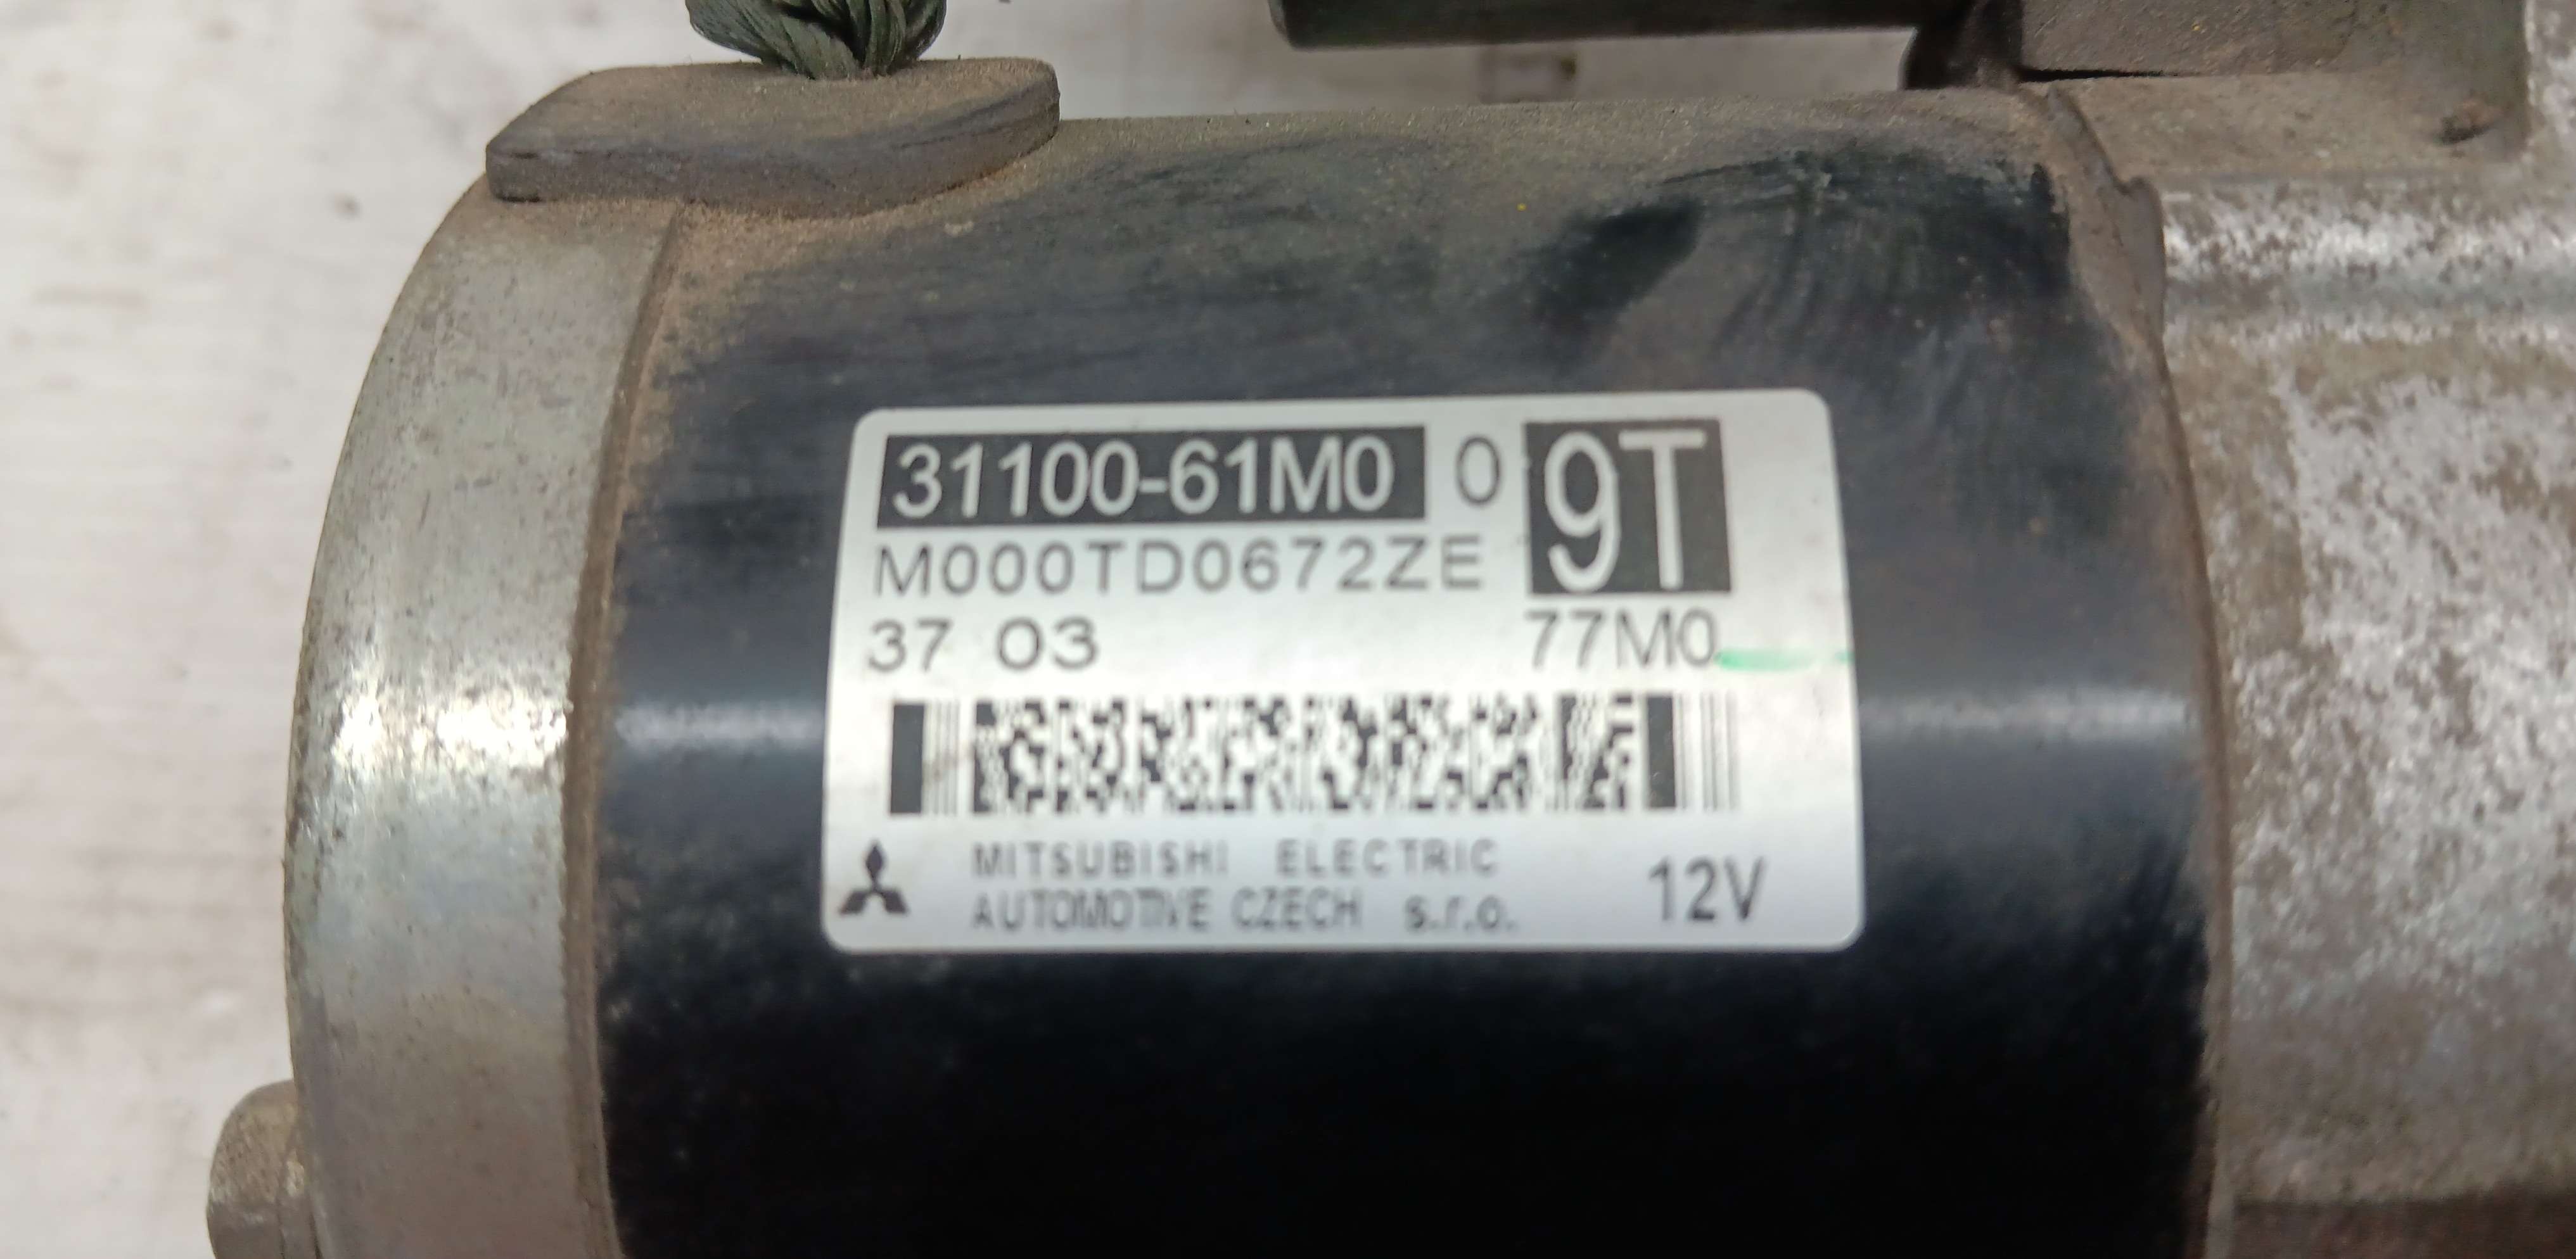 31100-61M0 0 9T
M000TD0672ZE
37 03 77M0
MITSUBISHI ELECTRIC
AUTOMOTIVE CZECH s.r.o. 12V